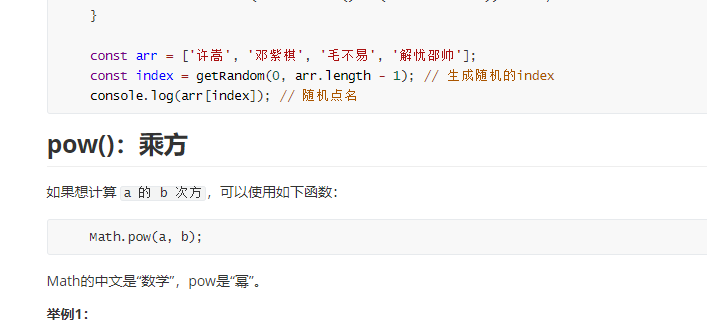 }
const arr = ['许嵩', '邓紫棋', '毛不易', '解忧邵帅'];
const index = getRandom(0, arr.length - 1); // 生成随机的index
console.log(arr[index]); // 随机点名
pow()：乘方
如果想计算 a 的 b 次方，可以使用如下函数：
Math.pow(a, b);
Math的中文是“数学”，pow是“幂”。
举例1：